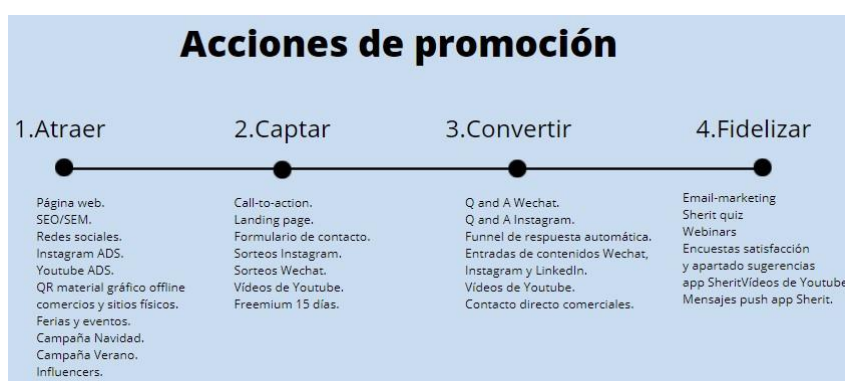 Acciones de promoción
1.Atraer
Página web.
SEO/SEM.
Redes sociales.
Instagram ADS.
Youtube ADS.
QR material gráfico offline
comercios y sitios físicos.
Ferias y eventos.
Campaña Navidad.
Campaña Verano.
Influencers.
2.Captar
Call-to-action.
Landing page.
Formulario de contacto.
Sorteos Instagram.
Sorteos Wechat.
Vídeos de Youtube.
Freemium 15 días.
3.Convertir
Q and A Wechat.
Q and A Instagram.
Funnel de respuesta automática.
Entradas de contenidos Wechat,
Instagram y LinkedIn.
Vídeos de Youtube.
Contacto directo comerciales.
4.Fidelizar
Email-marketing
Sherit quiz
Webinars
Encuestas satisfacción
y apartado sugerencias
app SheritVídeos de Youtube
Mensajes push app Sherit.